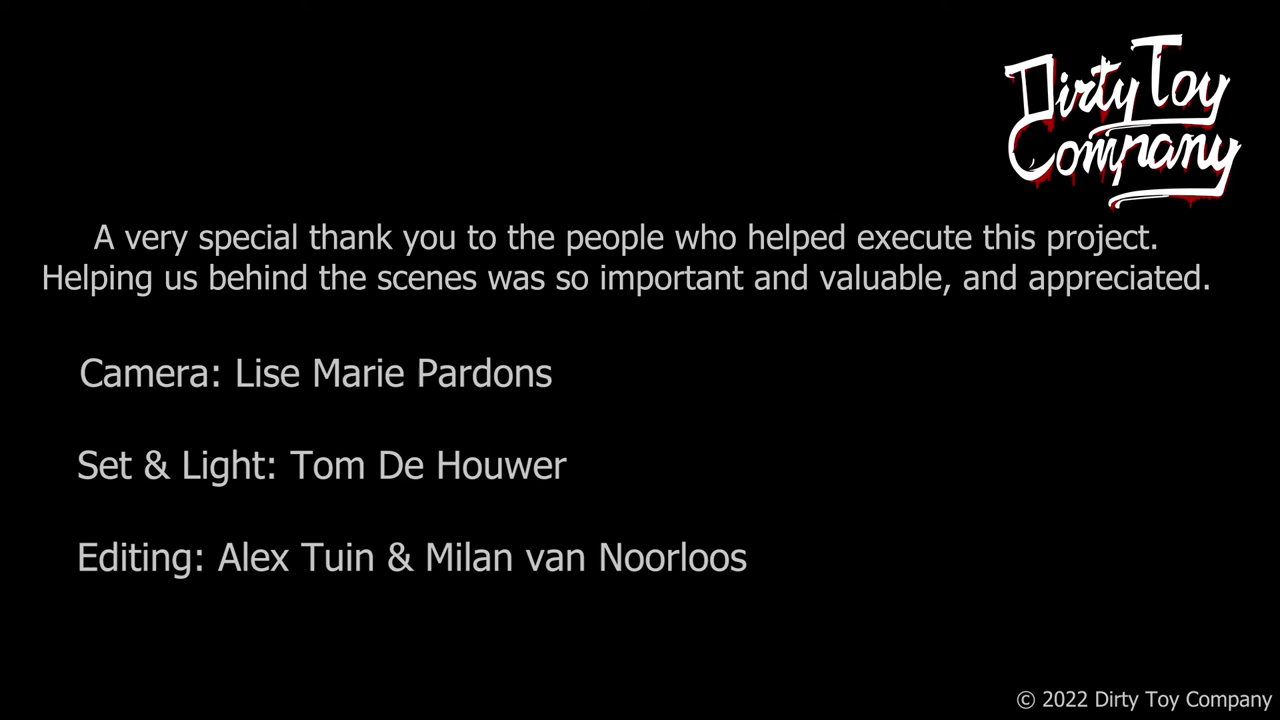 Dirty Toy
Company
A very special thank you to the people who helped execute this project.
Helping us behind the scenes was so important and valuable, and appreciated.
Camera: Lise Marie Pardons
Set & Light: Tom De Houwer
Editing: Alex Tuin & Milan van Noorloos
© 2022 Dirty Toy Company